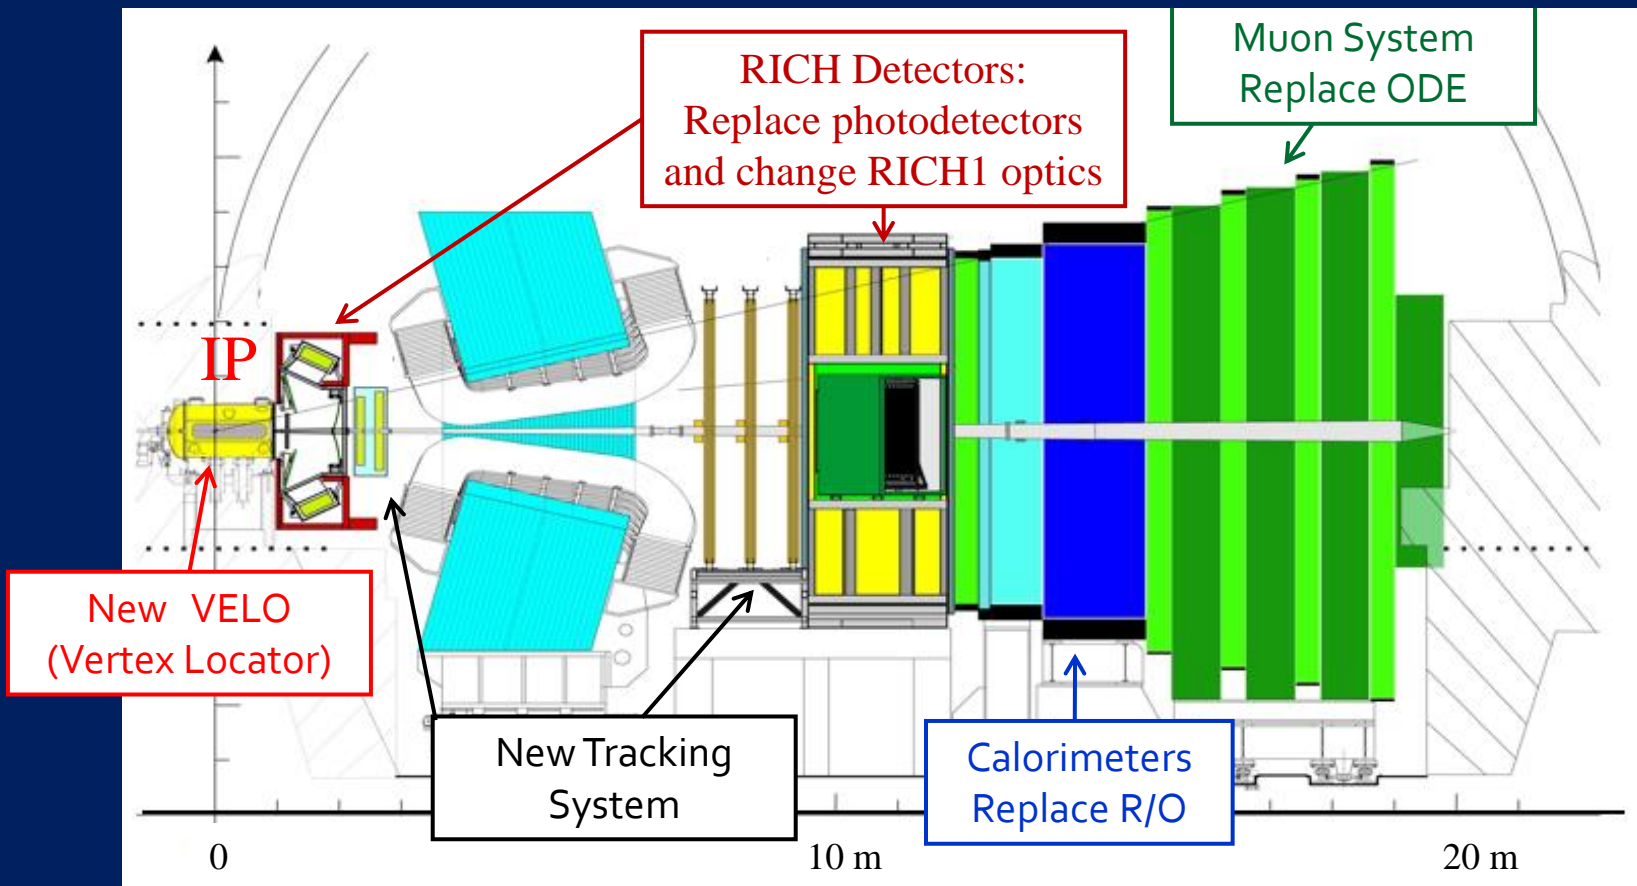 Muon System
Replace ODE
RICH Detectors:
Replace photodetectors
and change RICH1 optics
IP
New VELO
(Vertex Locator)
New Tracking
System
Calorimeters
Replace R/O
0
10 m
20 m